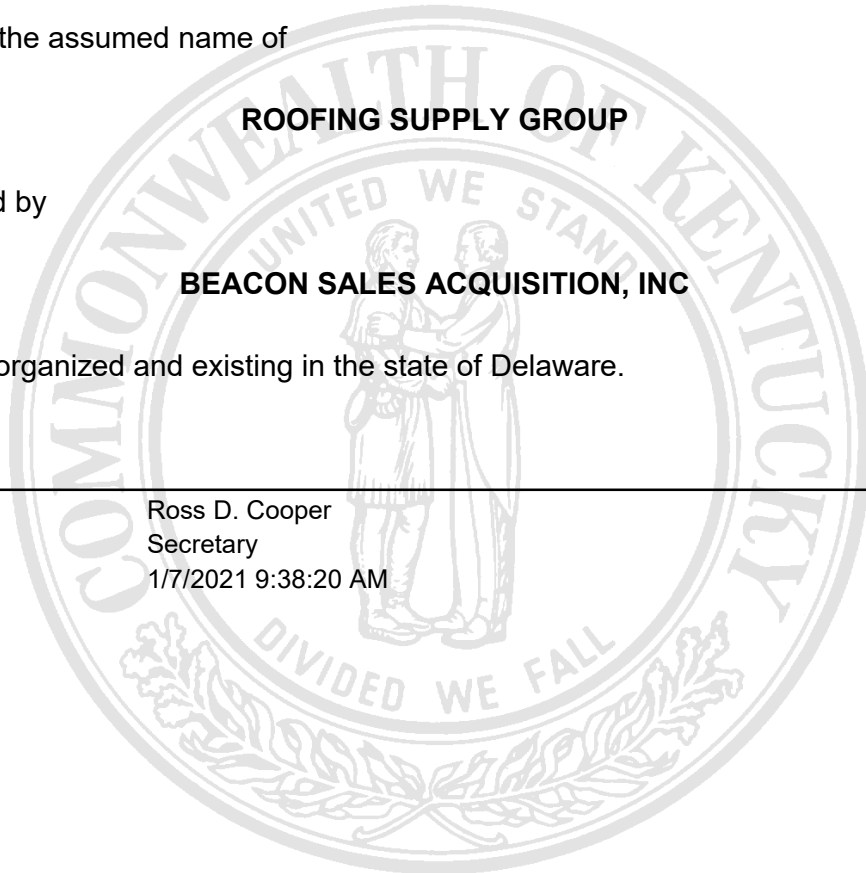 the assumed name of
ROOFING SUPPLY GROUP
d by
BEACON SALES ACQUISITION, INC
organized and existing in the state of Delaware.
Ross D. Cooper
Secretary
1/7/2021 9:38:20 AM
COMMONWEALTH OF KENTUCKY
UNITED WE STAND
DIVIDED WE FALL